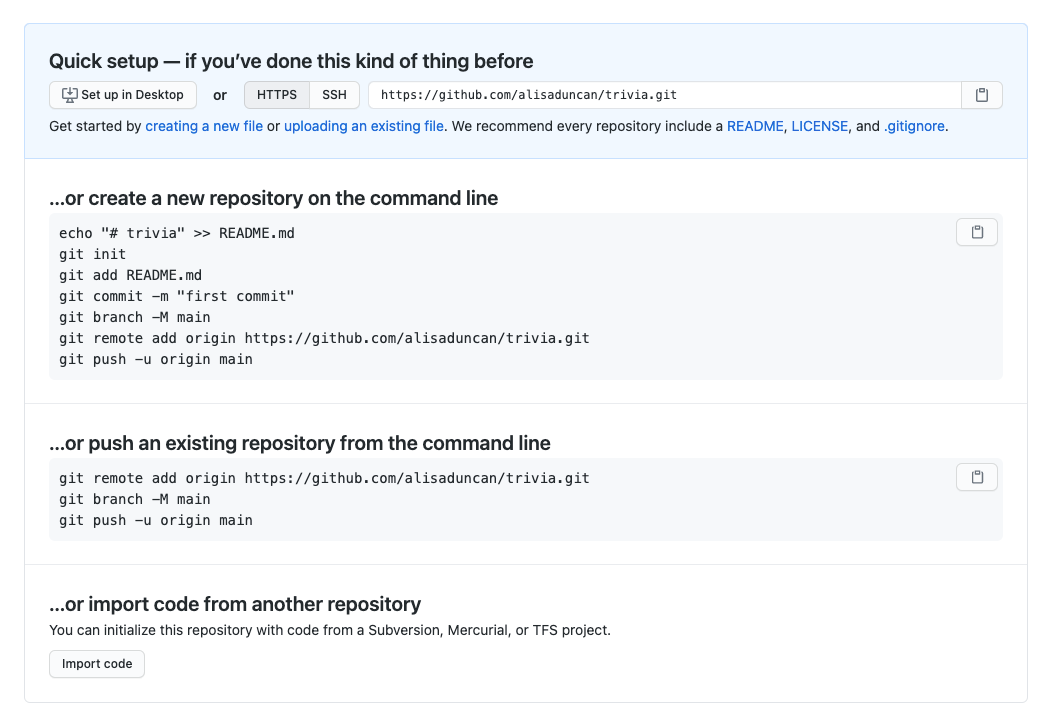 Quick setup — if you’ve done this kind of thing before
Set up in Desktop or HTTPS SSH https://github.com/alisaduncan/trivia.git
Get started by creating a new file or uploading an existing file. We recommend every repository include a README, LICENSE, and .gitignore.
...or create a new repository on the command line
echo "# trivia" >> README.md
git init
git add README.md
git commit -m "first commit"
git branch -M main
git remote add origin https://github.com/alisaduncan/trivia.git
git push -u origin main
...or push an existing repository from the command line
git remote add origin https://github.com/alisaduncan/trivia.git
git branch -M main
git push -u origin main
...or import code from another repository
You can initialize this repository with code from a Subversion, Mercurial, or TFS project.
Import code